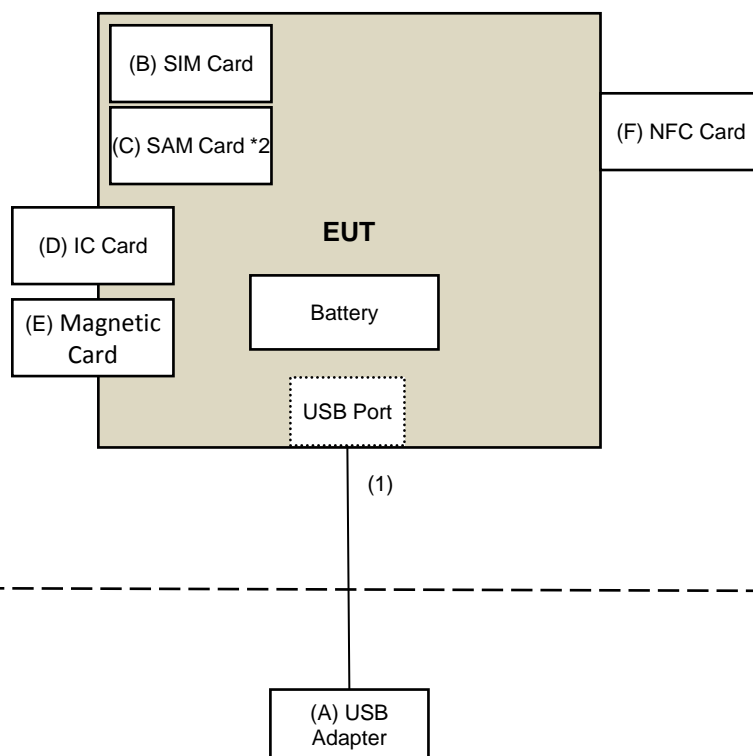 (B) SIM Card
(C) SAM Card *2
(F) NFC Card
(D) IC Card
EUT
(E) Magnetic
Card
Battery
USB Port
(1)
(A) USB
Adapter